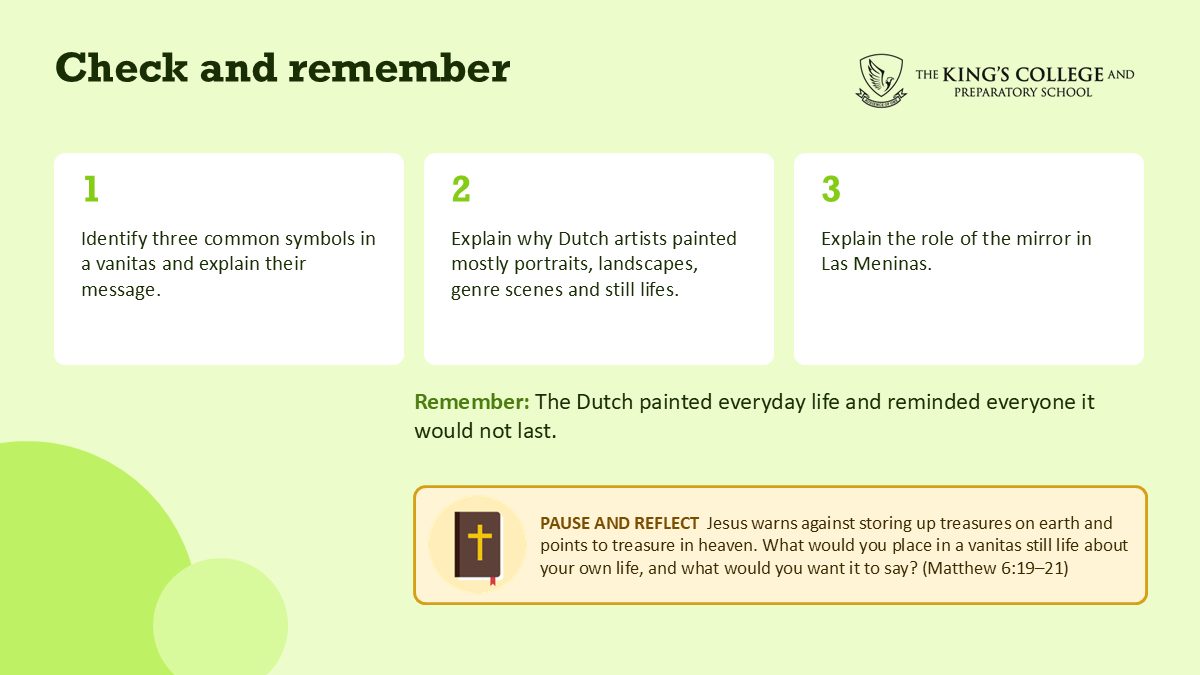 Check and remember
THE KING'S COLLEGE AND
PREPARATORY SCHOOL
1
Identify three common symbols in
a vanitas and explain their
message.
2
Explain why Dutch artists painted
mostly portraits, landscapes,
genre scenes and still lifes.
3
Explain the role of the mirror in
Las Meninas.
Remember: The Dutch painted everyday life and reminded everyone it
would not last.
PAUSE AND REFLECT Jesus warns against storing up treasures on earth and
points to treasure in heaven. What would you place in a vanitas still life about
your own life, and what would you want it to say? (Matthew 6:19–21)